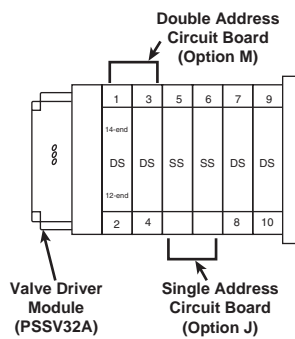 Double Address
Circuit Board
(Option M)
1 3 5 6 7 9
14-end
DS DS SS SS DS DS
12-end
2 4 8 10
Valve Driver
Module
(PSSV32A)
Single Address
Circuit Board
(Option J)